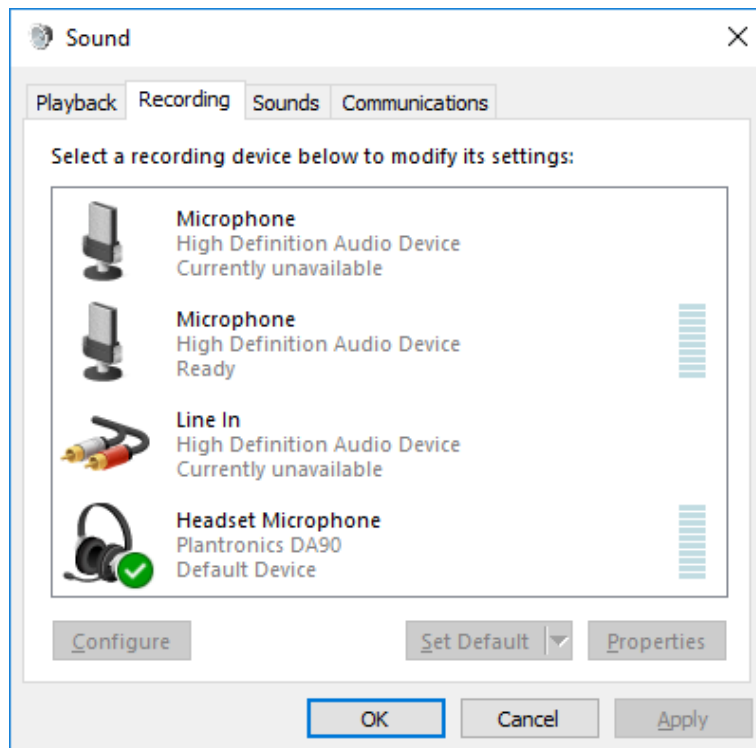 Sound
Playback Recording Sounds Communications
Select a recording device below to modify its settings:
Microphone
High Definition Audio Device
Currently unavailable
Microphone
High Definition Audio Device
Ready
Line In
High Definition Audio Device
Currently unavailable
Headset Microphone
Plantronics DA90
Default Device
Configure Set Default Properties
OK Cancel Apply